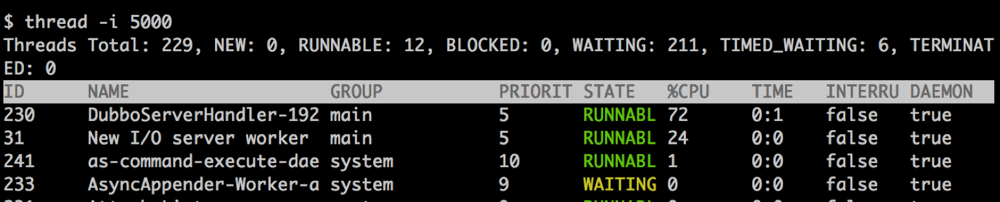 $ thread -i 5000
Threads Total: 229, NEW: 0, RUNNABLE: 12, BLOCKED: 0, WAITING: 211, TIMED_WAITING: 6, TERMINAT
ED: 0
ID NAME GROUP PRIORIT STATE %CPU TIME INTERRU DAEMON
230 DubboServerHandler-192 main 5 RUNNABL 72 0:1 false true
31 New I/O server worker main 5 RUNNABL 24 0:0 false true
241 as-command-execute-dae system 10 RUNNABL 1 0:0 false true
233 AsyncAppender-Worker-a system 9 WAITING 0 0:0 false true